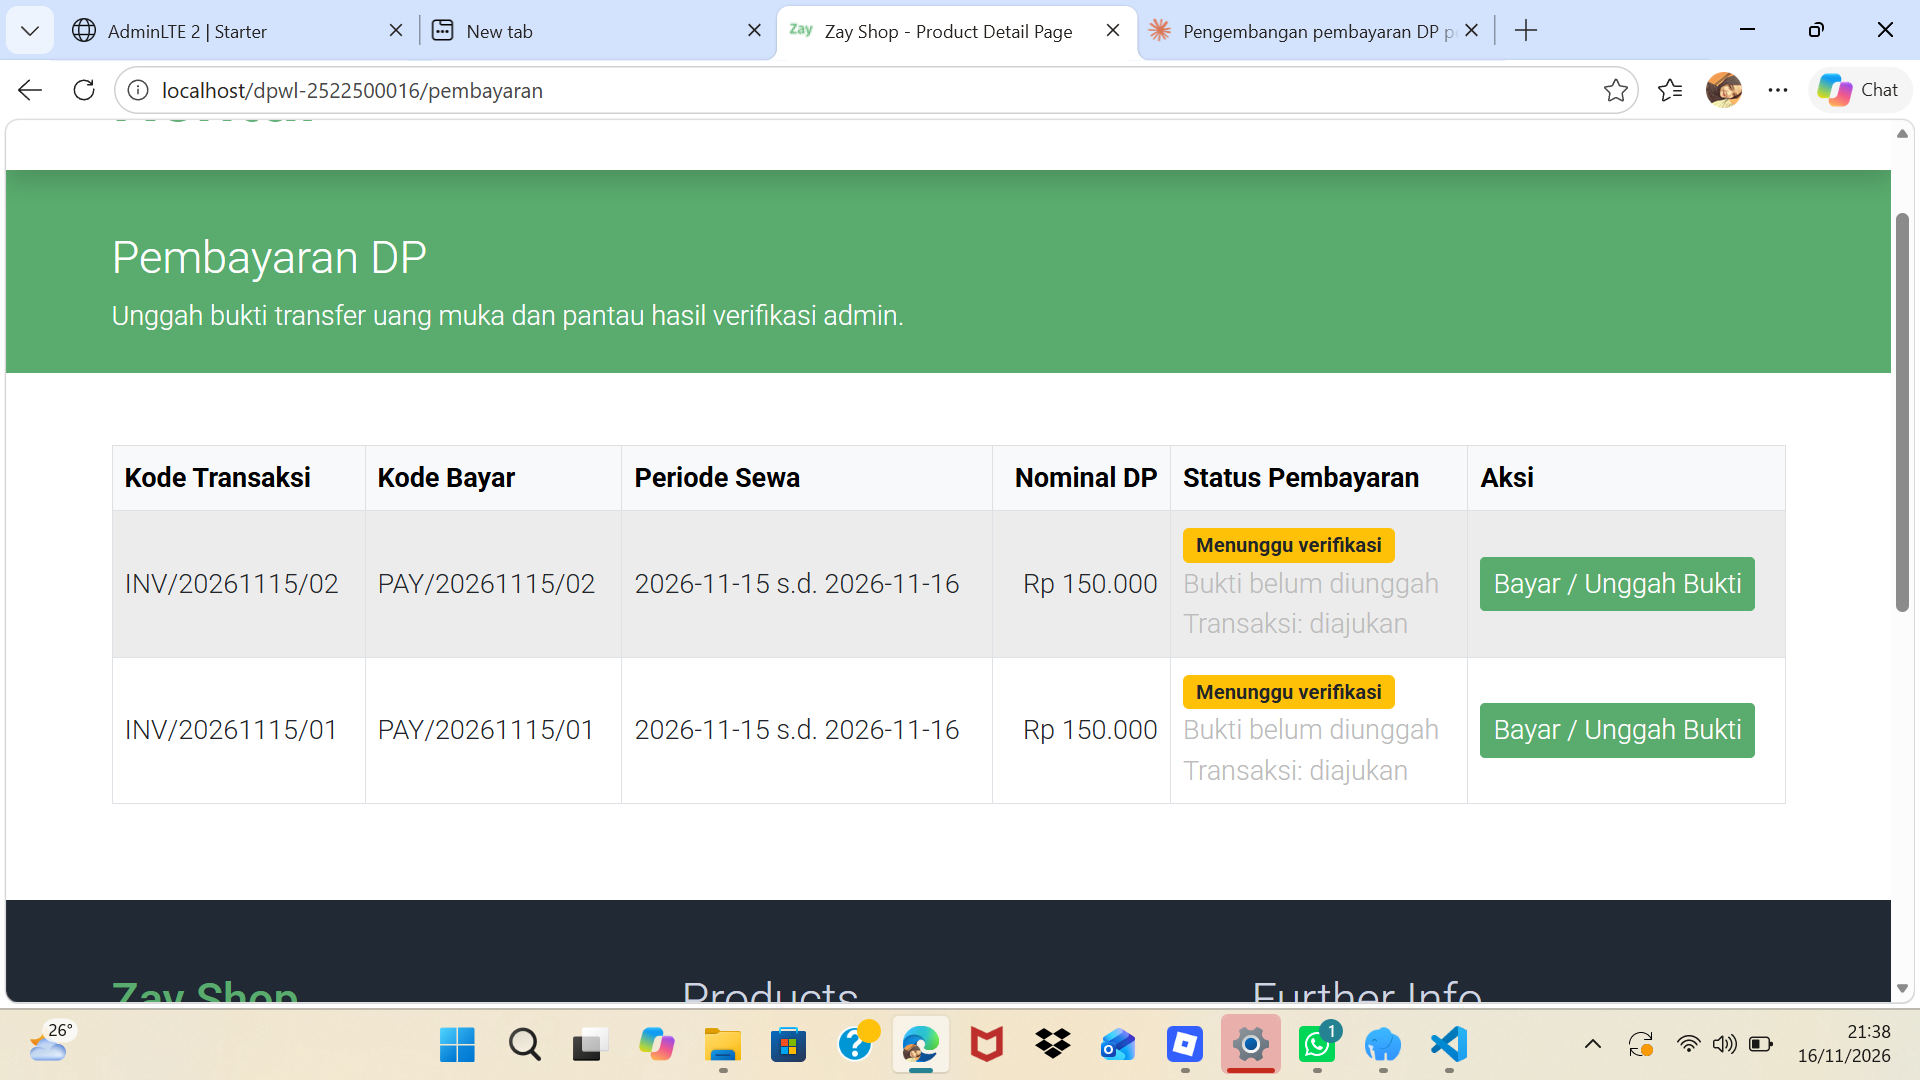 AdminLTE 2 | Starter
New tab
Zay
Zay Shop - Product Detail Page
Pengembangan pembayaran DP p
localhost/dpwl-2522500016/pembayaran
Chat
Pembayaran DP
Unggah bukti transfer uang muka dan pantau hasil verifikasi admin.
Kode Transaksi Kode Bayar Periode Sewa Nominal DP Status Pembayaran Aksi
Menunggu verifikasi
INV/20261115/02 PAY/20261115/02 2026-11-15 s.d. 2026-11-16 Rp 150.000 Bukti belum diunggah Bayar / Unggah Bukti
Transaksi: diajukan
Menunggu verifikasi
INV/20261115/01 PAY/20261115/01 2026-11-15 s.d. 2026-11-16 Rp 150.000 Bukti belum diunggah Bayar / Unggah Bukti
Transaksi: diajukan
Zay Shop Products Further Info
26°
1
21:38
16/11/2026